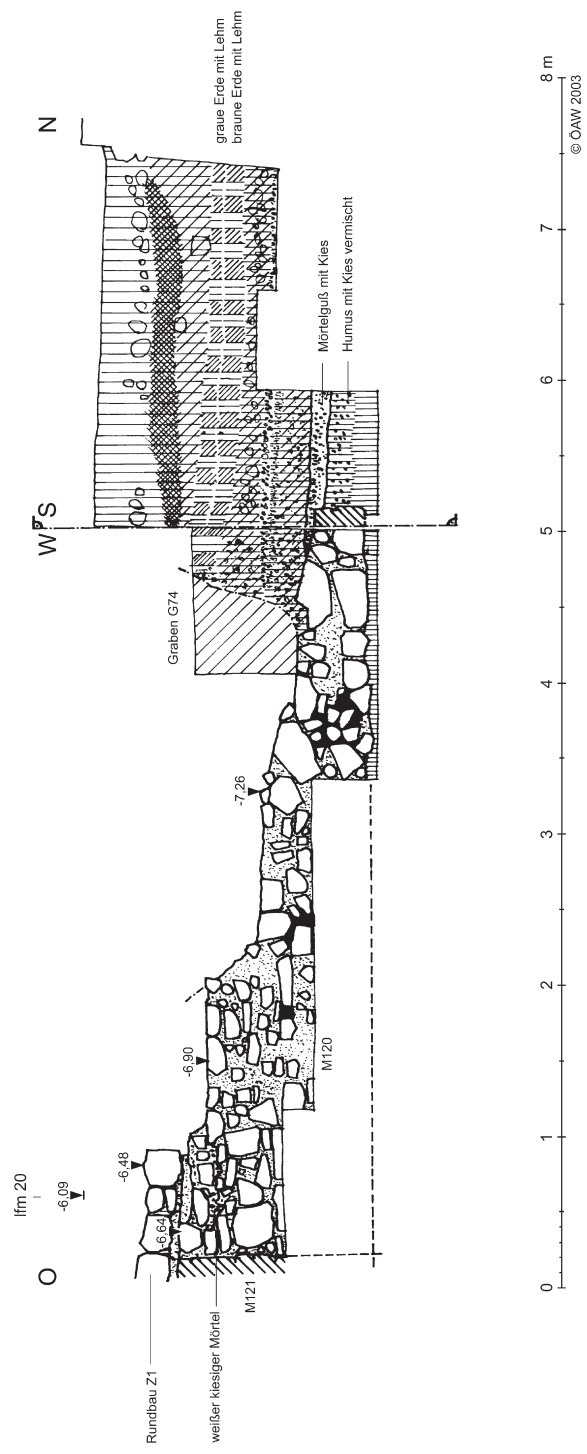 O
lfm 20
-6,09
-6,48
-6,64
-6,90
-7,26
Rundbau Z1
weißer kiesiger Mörtel
M121
M120
Graben G74
W S
N
graue Erde mit Lehm
braune Erde mit Lehm
Mörtelguß mit Kies
Humus mit Kies vermischt
0 1 2 3 4 5 6 7 8 m
© ÖAW 2003